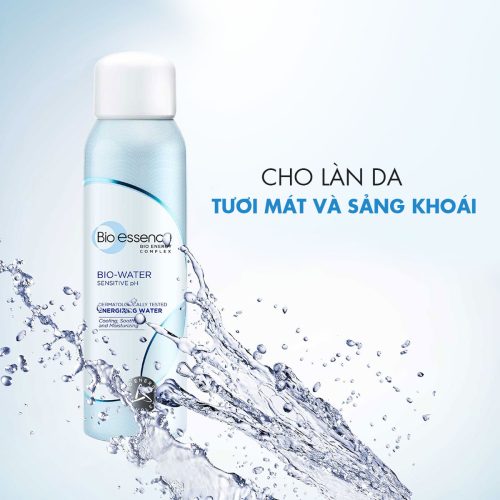 CHO LÀN DA
TƯƠI MÁT VÀ SẢNG KHOÁI
Bio essence
BIO ENERGY
COMPLEX
BIO-WATER
SENSITIVE pH
DERMATOLOGICALLY TESTED
ENERGIZING WATER
Cooling, Soothing
and Moisturizing